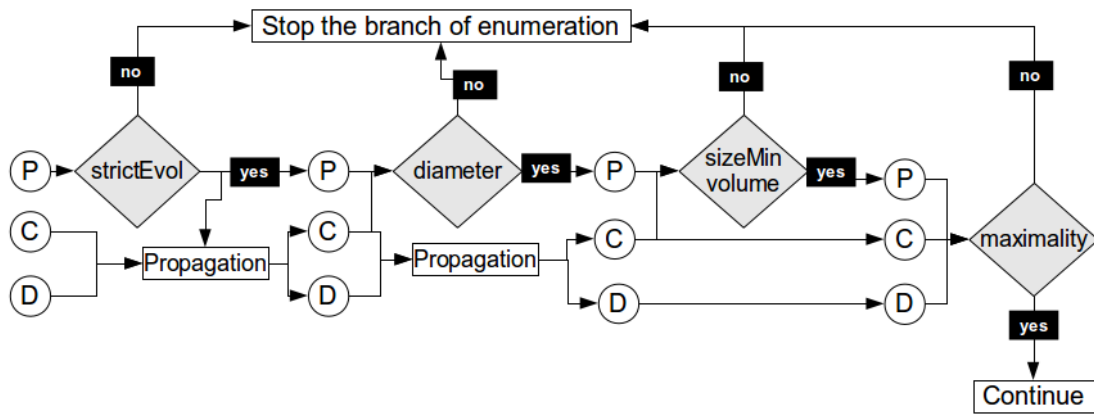 Stop the branch of enumeration
no
no
no
no
P
strictEvol
yes
P
diameter
yes
P
sizeMin
volume
yes
P
C
C
C
C
maximality
Propagation
Propagation
D
D
D
D
yes
Continue